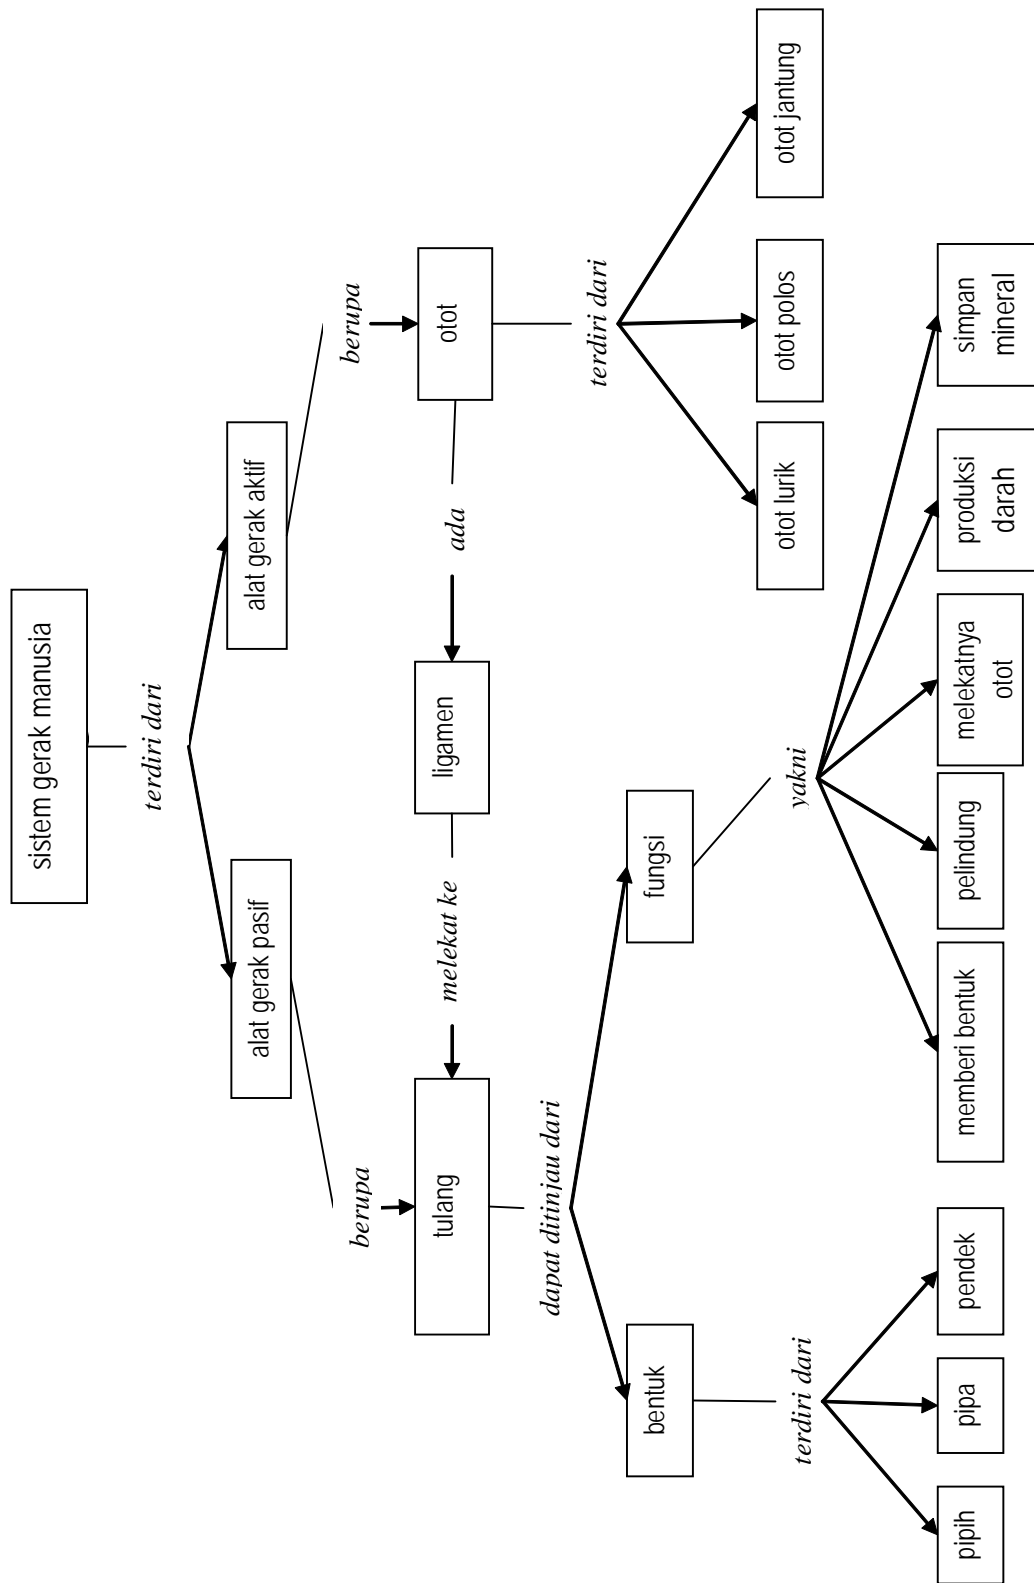 sistem gerak manusia
terdiri dari
alat gerak pasif
alat gerak aktif
berupa
berupa
tulang
melekat ke
ligamen
ada
otot
dapat ditinjau dari
terdiri dari
bentuk
fungsi
otot lurik
otot polos
otot jantung
terdiri dari
yakni
pipih
pipa
pendek
memberi bentuk
pelindung
melekatnya
otot
produksi
darah
simpan
mineral